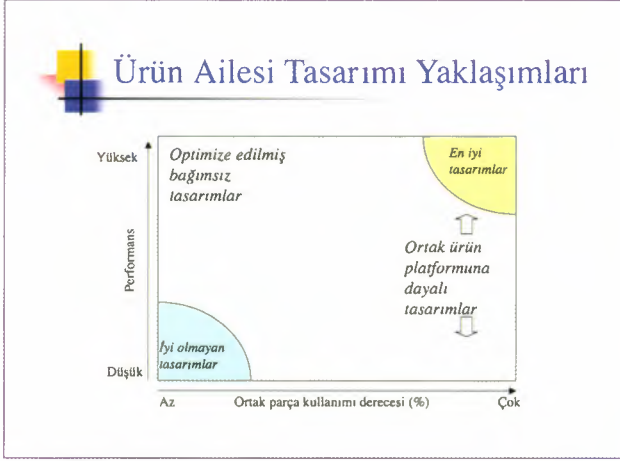 Ürün Ailesi Tasarımı Yaklaşımları
Yüksek
Optimize edilmiş
bağımsız
tasarımlar
En iyi
tasarımlar
Performans
Ortak ürün
platformuna
dayalı
tasarımlar
İyi olmayan
tasarımlar
Düşük
Az
Ortak parça kullanımı derecesi (%)
Çok